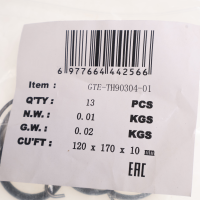 6 977664 442566
Item : GTE-TH90304-01
Q'TY : 13 PCS
N.W. : 0.01 KGS
G.W. : 0.02 KGS
CU'FT : 120 x 170 x 10 mm
EAC